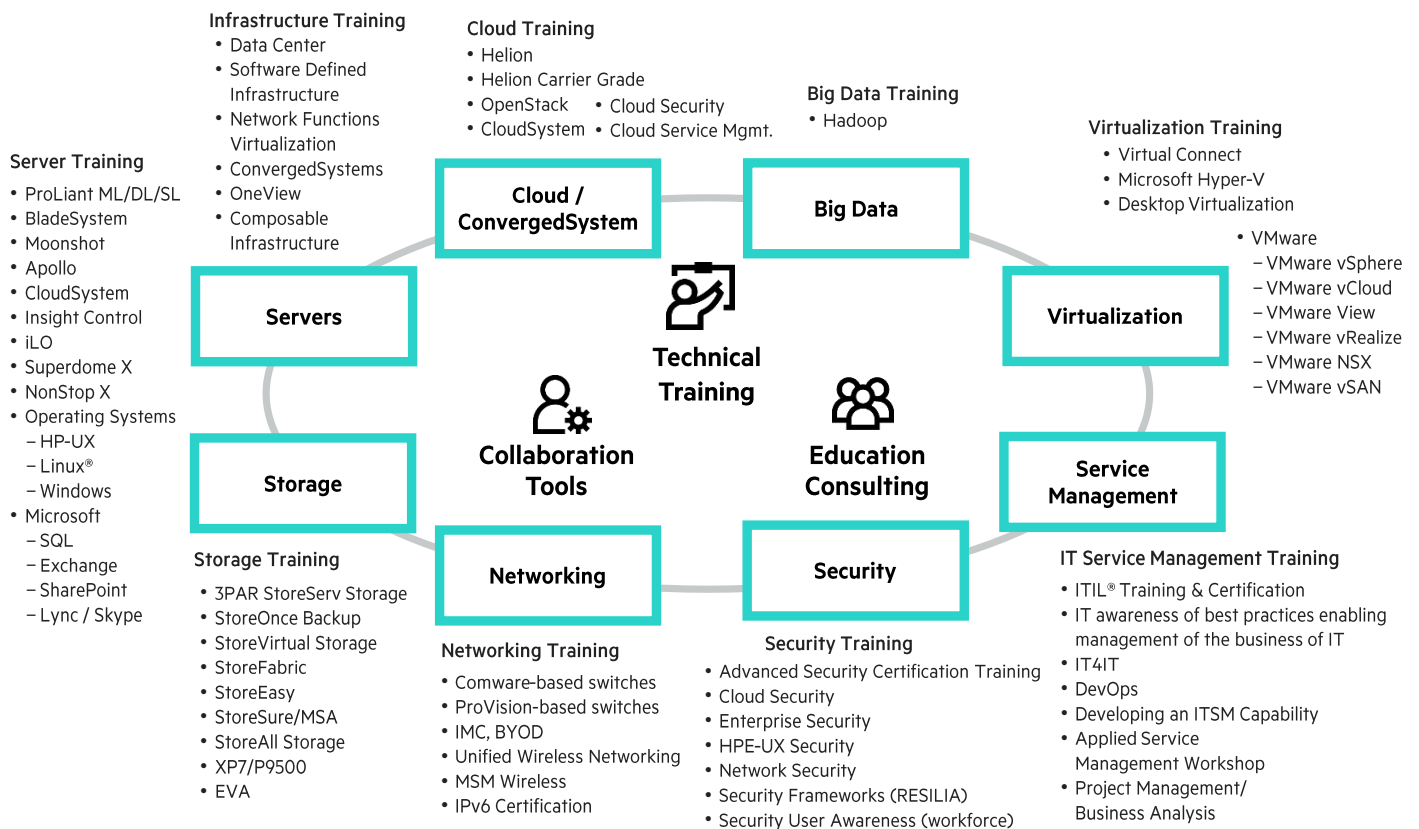 Infrastructure Training
• Data Center
• Software Defined
Infrastructure
• Network Functions
Virtualization
• ConvergedSystems
• OneView
• Composable
Infrastructure
Cloud Training
• Helion
• Helion Carrier Grade
• OpenStack
• CloudSystem
• Cloud Security
• Cloud Service Mgmt.
Big Data Training
• Hadoop
Virtualization Training
• Virtual Connect
• Microsoft Hyper-V
• Desktop Virtualization
• VMware
– VMware vSphere
– VMware vCloud
– VMware View
– VMware vRealize
– VMware NSX
– VMware vSAN
Server Training
• ProLiant ML/DL/SL
• BladeSystem
• Moonshot
• Apollo
• CloudSystem
• Insight Control
• iLO
• Superdome X
• NonStop X
• Operating Systems
– HP-UX
– Linux®
– Windows
• Microsoft
– SQL
– Exchange
– SharePoint
– Lync / Skype
Cloud /
ConvergedSystem
Big Data
Servers
Virtualization
Technical
Training
Collaboration
Tools
Education
Consulting
Storage
Service
Management
Networking
Security
Storage Training
• 3PAR StoreServ Storage
• StoreOnce Backup
• StoreVirtual Storage
• StoreFabric
• StoreEasy
• StoreSure/MSA
• StoreAll Storage
• XP7/P9500
• EVA
Networking Training
• Comware-based switches
• ProVision-based switches
• IMC, BYOD
• Unified Wireless Networking
• MSM Wireless
• IPv6 Certification
Security Training
• Advanced Security Certification Training
• Cloud Security
• Enterprise Security
• HPE-UX Security
• Network Security
• Security Frameworks (RESILIA)
• Security User Awareness (workforce)
IT Service Management Training
• ITIL® Training & Certification
• IT awareness of best practices enabling
management of the business of IT
• IT4IT
• DevOps
• Developing an ITSM Capability
• Applied Service
Management Workshop
• Project Management/
Business Analysis